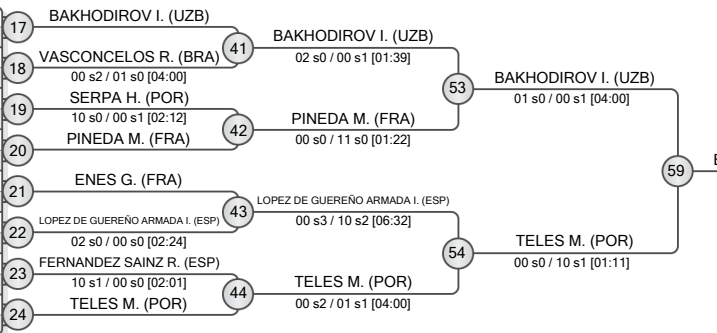 17
BAKHODIROV I. (UZB)
41
BAKHODIROV I. (UZB)
02 s0 / 00 s1 [01:39]
18
VASCONCELOS R. (BRA)
00 s2 / 01 s0 [04:00]
53
BAKHODIROV I. (UZB)
01 s0 / 00 s1 [04:00]
19
SERPA H. (POR)
10 s0 / 00 s1 [02:12]
42
PINEDA M. (FRA)
00 s0 / 11 s0 [01:22]
20
PINEDA M. (FRA)
59
21
ENES G. (FRA)
43
LOPEZ DE GUEREÑO ARMADA I. (ESP)
00 s3 / 10 s2 [06:32]
22
LOPEZ DE GUEREÑO ARMADA I. (ESP)
02 s0 / 00 s0 [02:24]
54
TELES M. (POR)
00 s0 / 10 s1 [01:11]
23
FERNANDEZ SAINZ R. (ESP)
10 s1 / 00 s0 [02:01]
44
TELES M. (POR)
00 s2 / 01 s1 [04:00]
24
TELES M. (POR)